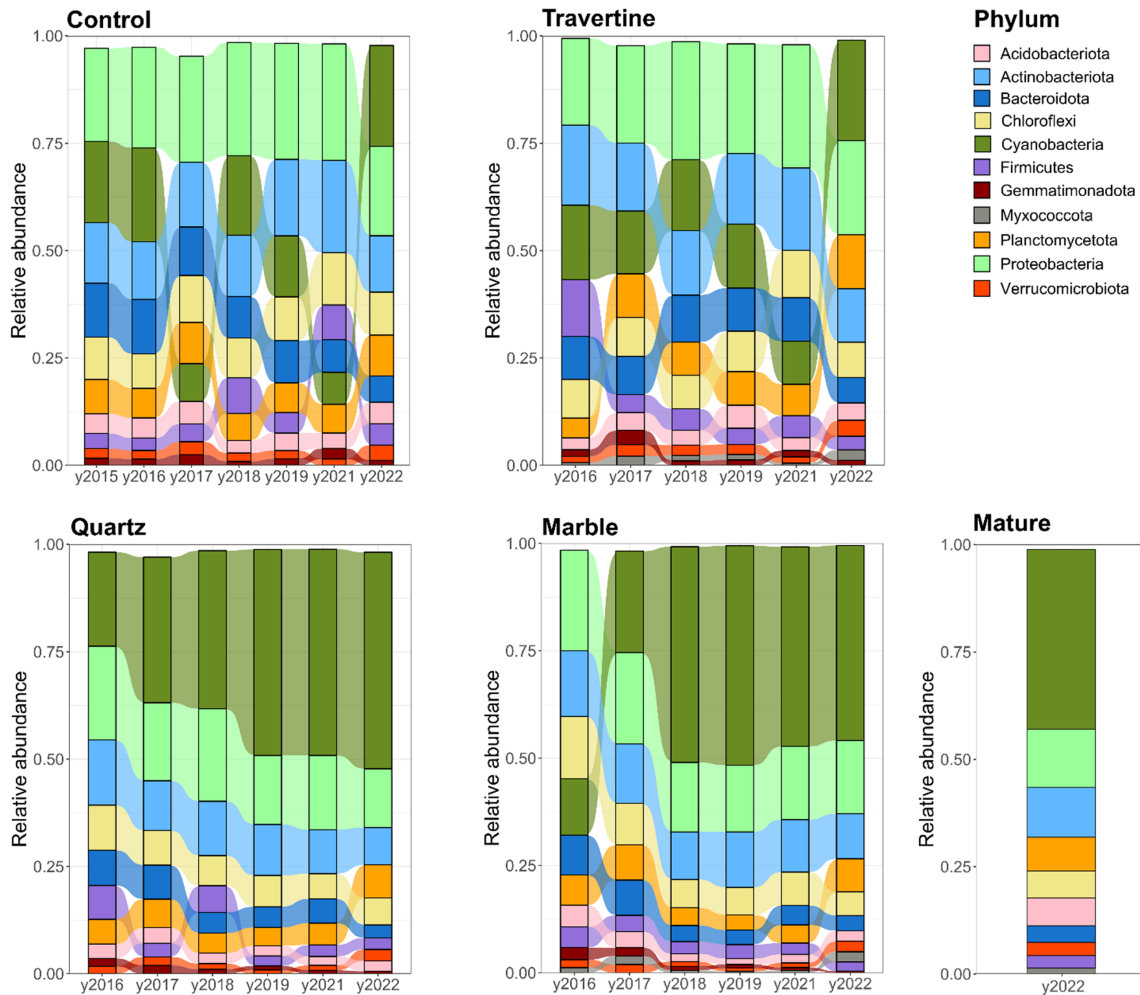 Control
Relative abundance
1.00
0.75
0.50
0.25
0.00
y2015 y2016 y2017 y2018 y2019 y2021 y2022
Travertine
Relative abundance
1.00
0.75
0.50
0.25
0.00
y2016 y2017 y2018 y2019 y2021 y2022
Phylum
Acidobacteriota
Actinobacteriota
Bacteroidota
Chloroflexi
Cyanobacteria
Firmicutes
Gemmatimonadota
Myxococcota
Planctomycetota
Proteobacteria
Verrucomicrobiota
Quartz
Relative abundance
1.00
0.75
0.50
0.25
0.00
y2016 y2017 y2018 y2019 y2021 y2022
Marble
Relative abundance
1.00
0.75
0.50
0.25
0.00
y2016 y2017 y2018 y2019 y2021 y2022
Mature
Relative abundance
1.00
0.75
0.50
0.25
0.00
y2022